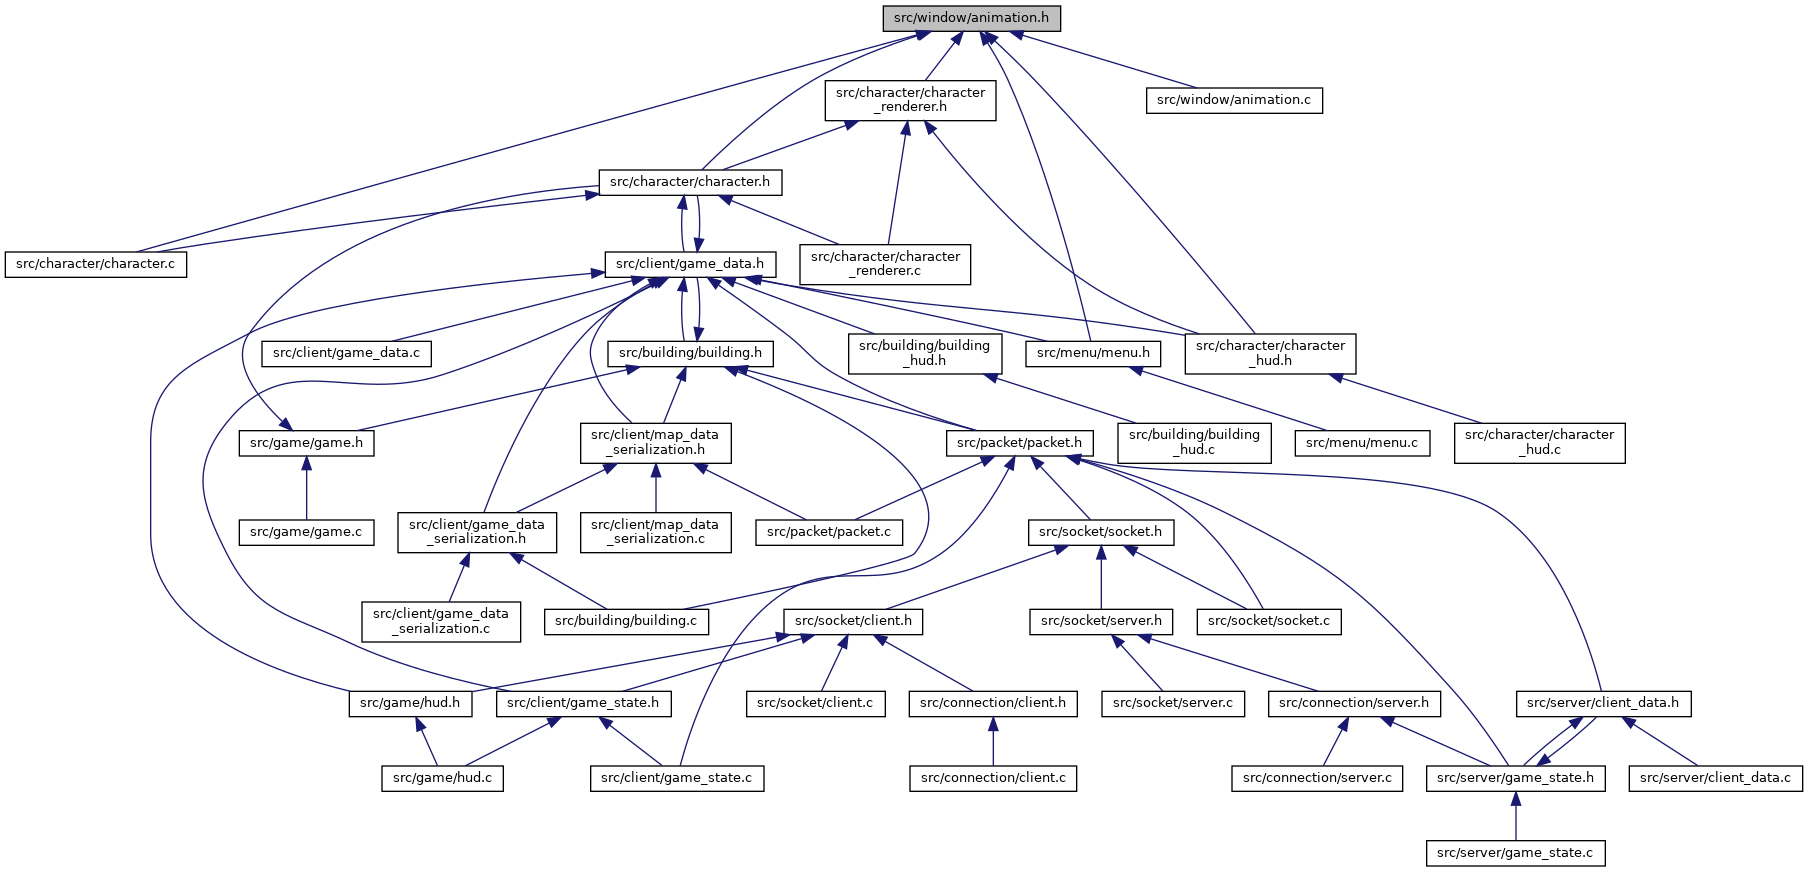 src/window/animation.h
src/character/character
_renderer.h
src/window/animation.c
src/character/character.h
src/character/character.c
src/client/game_data.h
src/character/character
_renderer.c
src/client/game_data.c
src/building/building.h
src/building/building
_hud.h
src/menu/menu.h
src/character/character
_hud.h
src/game/game.h
src/client/map_data
_serialization.h
src/packet/packet.h
src/building/building
_hud.c
src/menu/menu.c
src/character/character
_hud.c
src/game/game.c
src/client/game_data
_serialization.h
src/client/map_data
_serialization.c
src/packet/packet.c
src/socket/socket.h
src/client/game_data
_serialization.c
src/building/building.c
src/socket/client.h
src/socket/server.h
src/socket/socket.c
src/game/hud.h
src/client/game_state.h
src/socket/client.c
src/connection/client.h
src/socket/server.c
src/connection/server.h
src/server/client_data.h
src/game/hud.c
src/client/game_state.c
src/connection/client.c
src/connection/server.c
src/server/game_state.h
src/server/client_data.c
src/server/game_state.c